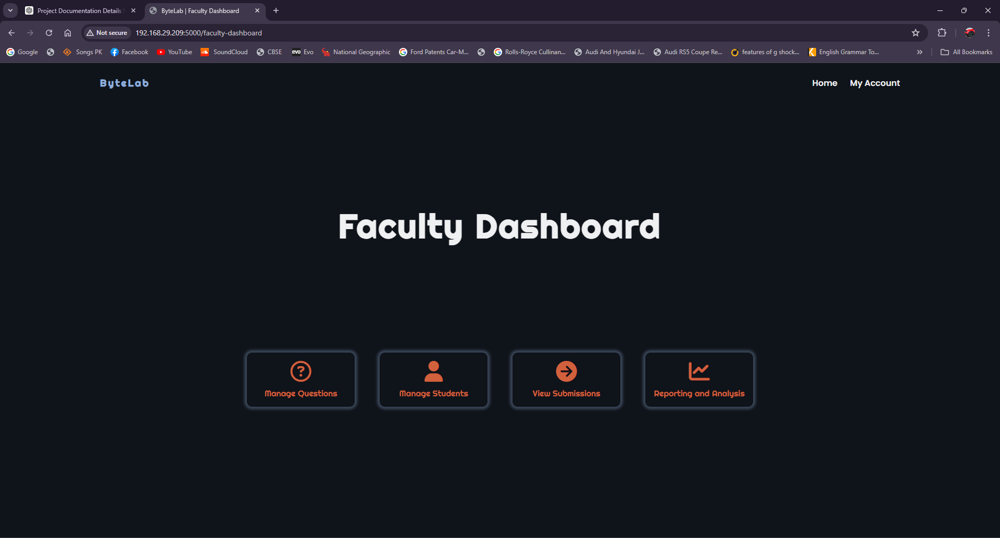 Project Documentation Details
ByteLab | Faculty Dashboard
Not secure
192.168.29.209:5000/faculty-dashboard
Google
Songs PK
Facebook
YouTube
SoundCloud
CBSE
evo Evo
National Geographic
Ford Patents Car-M...
Rolls-Royce Cullinan...
Audi And Hyundai J...
Audi RS5 Coupe Re...
features of g shock...
English Grammar To...
All Bookmarks
ByteLab
Home
My Account
Faculty Dashboard
Manage Questions
Manage Students
View Submissions
Reporting and Analysis